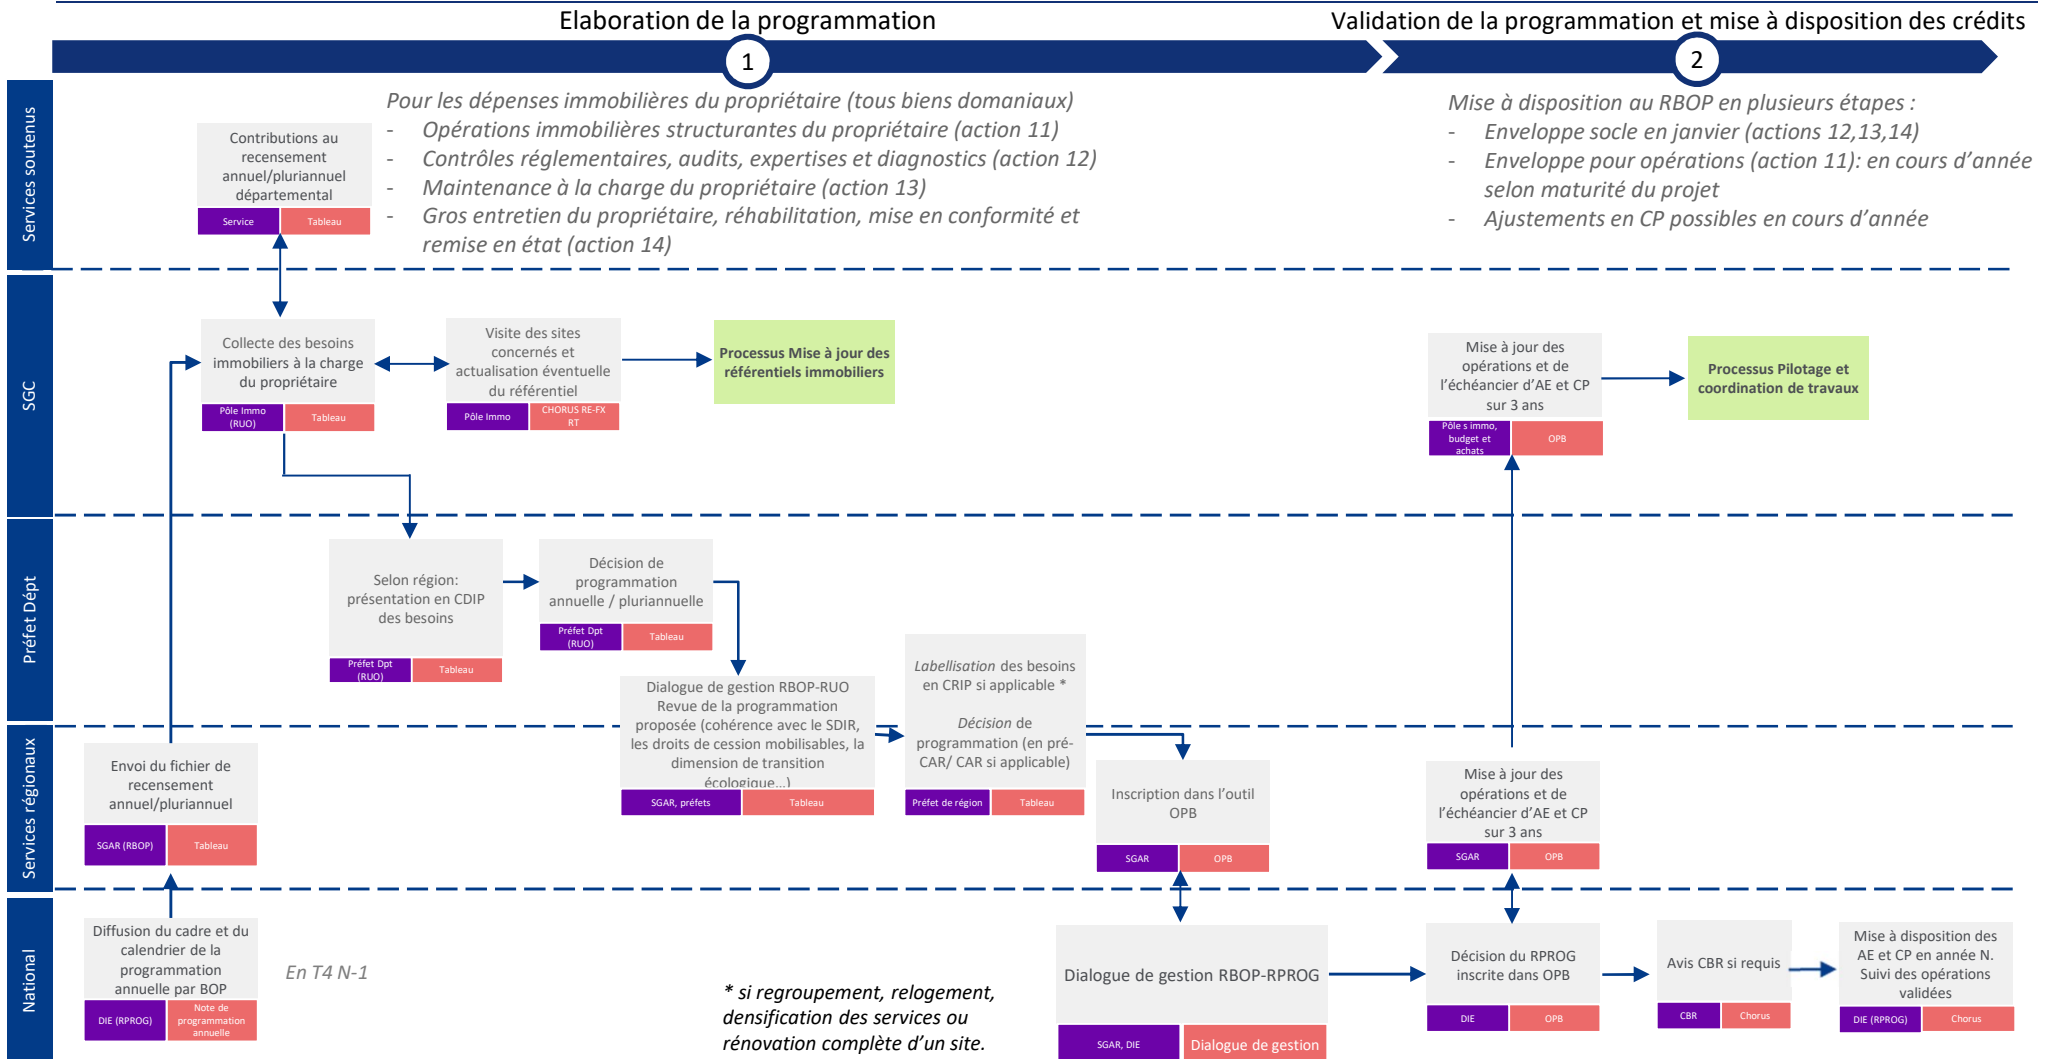 Elaboration de la programmation
Validation de la programmation et mise à disposition des crédits
1
2
Services soutenus
Contributions au
recensement
annuel/pluriannuel
départemental
Service
Tableau
Pour les dépenses immobilières du propriétaire (tous biens domaniaux)
- Opérations immobilières structurantes du propriétaire (action 11)
- Contrôles réglementaires, audits, expertises et diagnostics (action 12)
- Maintenance à la charge du propriétaire (action 13)
- Gros entretien du propriétaire, réhabilitation, mise en conformité et
remise en état (action 14)
Mise à disposition au RBOP en plusieurs étapes :
- Enveloppe socle en janvier (actions 12,13,14)
- Enveloppe pour opérations (action 11): en cours d’année
selon maturité du projet
- Ajustements en CP possibles en cours d’année
SGC
Collecte des besoins
immobiliers à la charge
du propriétaire
Pôle Immo
(RUO)
Tableau
Visite des sites
concernés et
actualisation éventuelle
du référentiel
Pôle Immo
CHORUS RE-FX
RT
Processus Mise à jour des
référentiels immobiliers
Mise à jour des
opérations et de
l’échéancier d’AE et CP
sur 3 ans
Pôle s immo,
budget et
achats
OPB
Processus Pilotage et
coordination de travaux
Préfet Dépt
Selon région:
présentation en CDIP
des besoins
Préfet Dpt
(RUO)
Tableau
Décision de
programmation
annuelle / pluriannuelle
Préfet Dpt
(RUO)
Tableau
Dialogue de gestion RBOP-RUO
Revue de la programmation
proposée (cohérence avec le SDIR,
les droits de cession mobilisables, la
dimension de transition
écologique…)
SGAR, préfets
Tableau
Labellisation des besoins
en CRIP si applicable *
Décision de
programmation (en pré-
CAR/ CAR si applicable)
Préfet de région
Tableau
Services régionaux
Envoi du fichier de
recensement
annuel/pluriannuel
SGAR (RBOP)
Tableau
Inscription dans l’outil
OPB
SGAR
OPB
Mise à jour des
opérations et de
l’échéancier d’AE et CP
sur 3 ans
SGAR
OPB
National
Diffusion du cadre et du
calendrier de la
programmation
annuelle par BOP
DIE (RPROG)
Note de
programmation
annuelle
En T4 N-1
* si regroupement, relogement,
densification des services ou
rénovation complète d’un site.
Dialogue de gestion RBOP-RPROG
SGAR, DIE
Dialogue de gestion
Décision du RPROG
inscrite dans OPB
DIE
OPB
Avis CBR si requis
CBR
Chorus
Mise à disposition des
AE et CP en année N.
Suivi des opérations
validées
DIE (RPROG)
Chorus